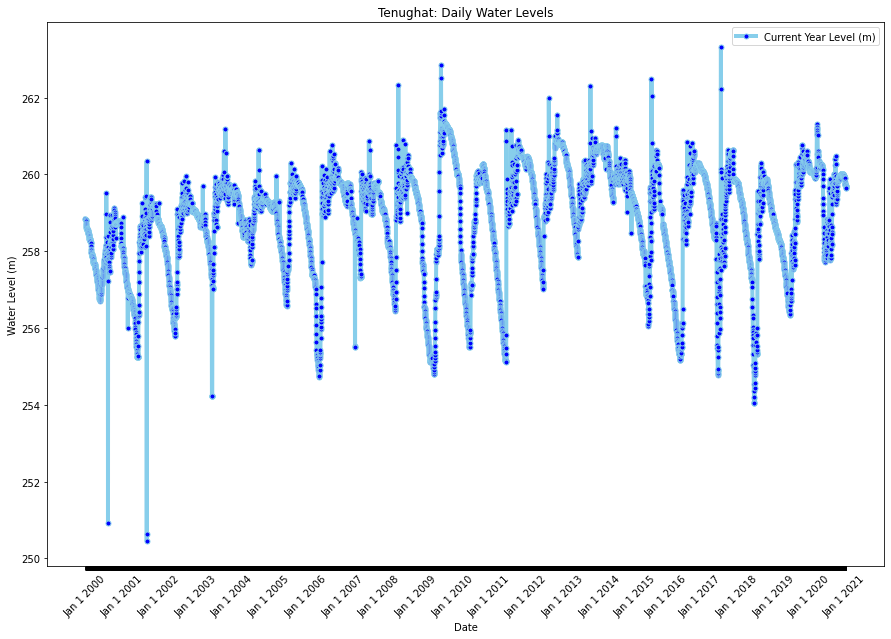 Tenughat: Daily Water Levels
Current Year Level (m)
Water Level (m)
262
260
258
256
254
252
250
Jan 1 2000
Jan 1 2001
Jan 1 2002
Jan 1 2003
Jan 1 2004
Jan 1 2005
Jan 1 2006
Jan 1 2007
Jan 1 2008
Jan 1 2009
Jan 1 2010
Jan 1 2011
Jan 1 2012
Jan 1 2013
Jan 1 2014
Jan 1 2015
Jan 1 2016
Jan 1 2017
Jan 1 2018
Jan 1 2019
Jan 1 2020
Jan 1 2021
Date